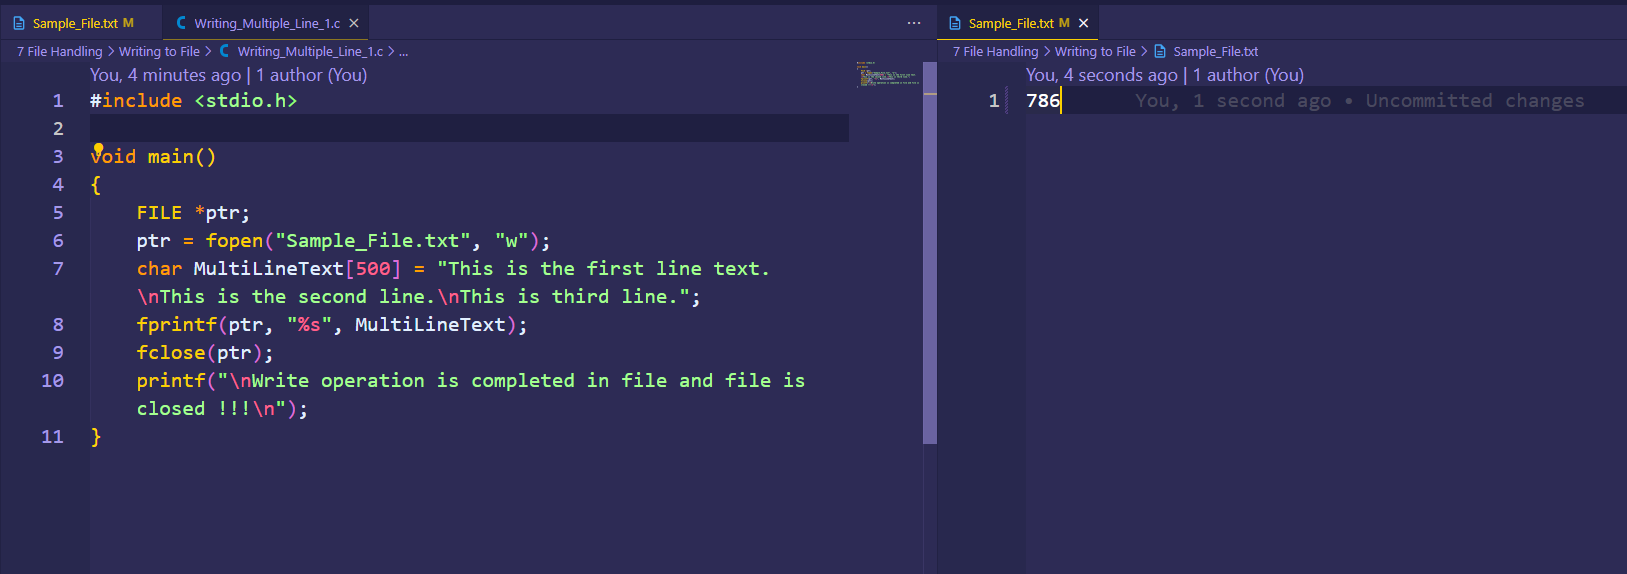 Sample_File.txt M
Writing_Multiple_Line_1.c
Sample_File.txt M
7 File Handling > Writing to File > Writing_Multiple_Line_1.c > ...
7 File Handling > Writing to File > Sample_File.txt
You, 4 minutes ago | 1 author (You)
1 #include <stdio.h>
2
3 void main()
4 {
5 FILE *ptr;
6 ptr = fopen("Sample_File.txt", "w");
7 char MultiLineText[500] = "This is the first line text.
\nThis is the second line.\nThis is third line.";
8 fprintf(ptr, "%s", MultiLineText);
9 fclose(ptr);
10 printf("\nWrite operation is completed in file and file is
closed !!!\n");
11 }
You, 4 seconds ago | 1 author (You)
1 786 You, 1 second ago • Uncommitted changes